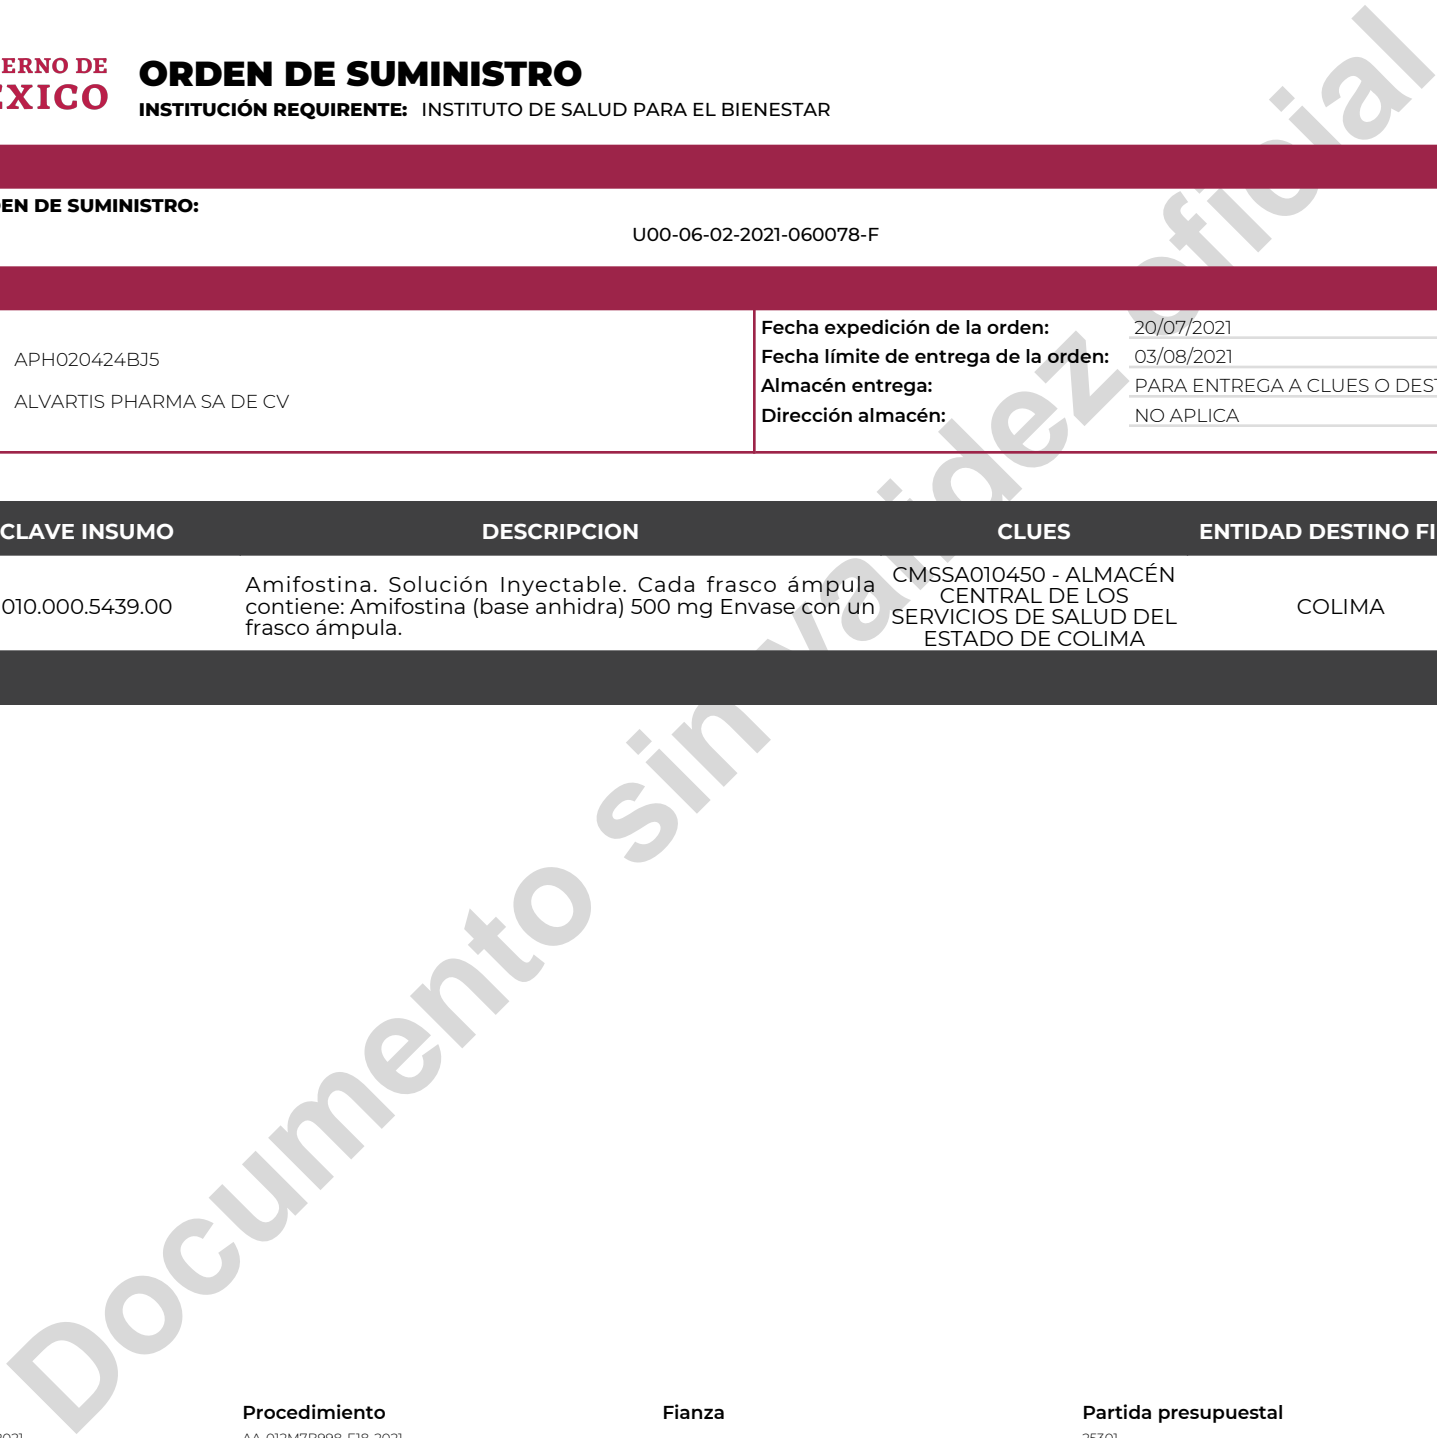 ERNO DE
EXICO
ORDEN DE SUMINISTRO
INSTITUCIÓN REQUIRENTE: INSTITUTO DE SALUD PARA EL BIENESTAR
EN DE SUMINISTRO:
U00-06-02-2021-060078-F
APH020424BJ5
ALVARTIS PHARMA SA DE CV
Fecha expedición de la orden: 20/07/2021
Fecha límite de entrega de la orden: 03/08/2021
Almacén entrega: PARA ENTREGA A CLUES O DEST
Dirección almacén: NO APLICA
CLAVE INSUMO DESCRIPCION CLUES ENTIDAD DESTINO FI
010.000.5439.00
Amifostina. Solución Inyectable. Cada frasco ámpula
contiene: Amifostina (base anhidra) 500 mg Envase con un
frasco ámpula.
CMSSA010450 - ALMACÉN
CENTRAL DE LOS
SERVICIOS DE SALUD DEL
ESTADO DE COLIMA
COLIMA
Documento sin validez oficial
Procedimiento Fianza Partida presupuestal